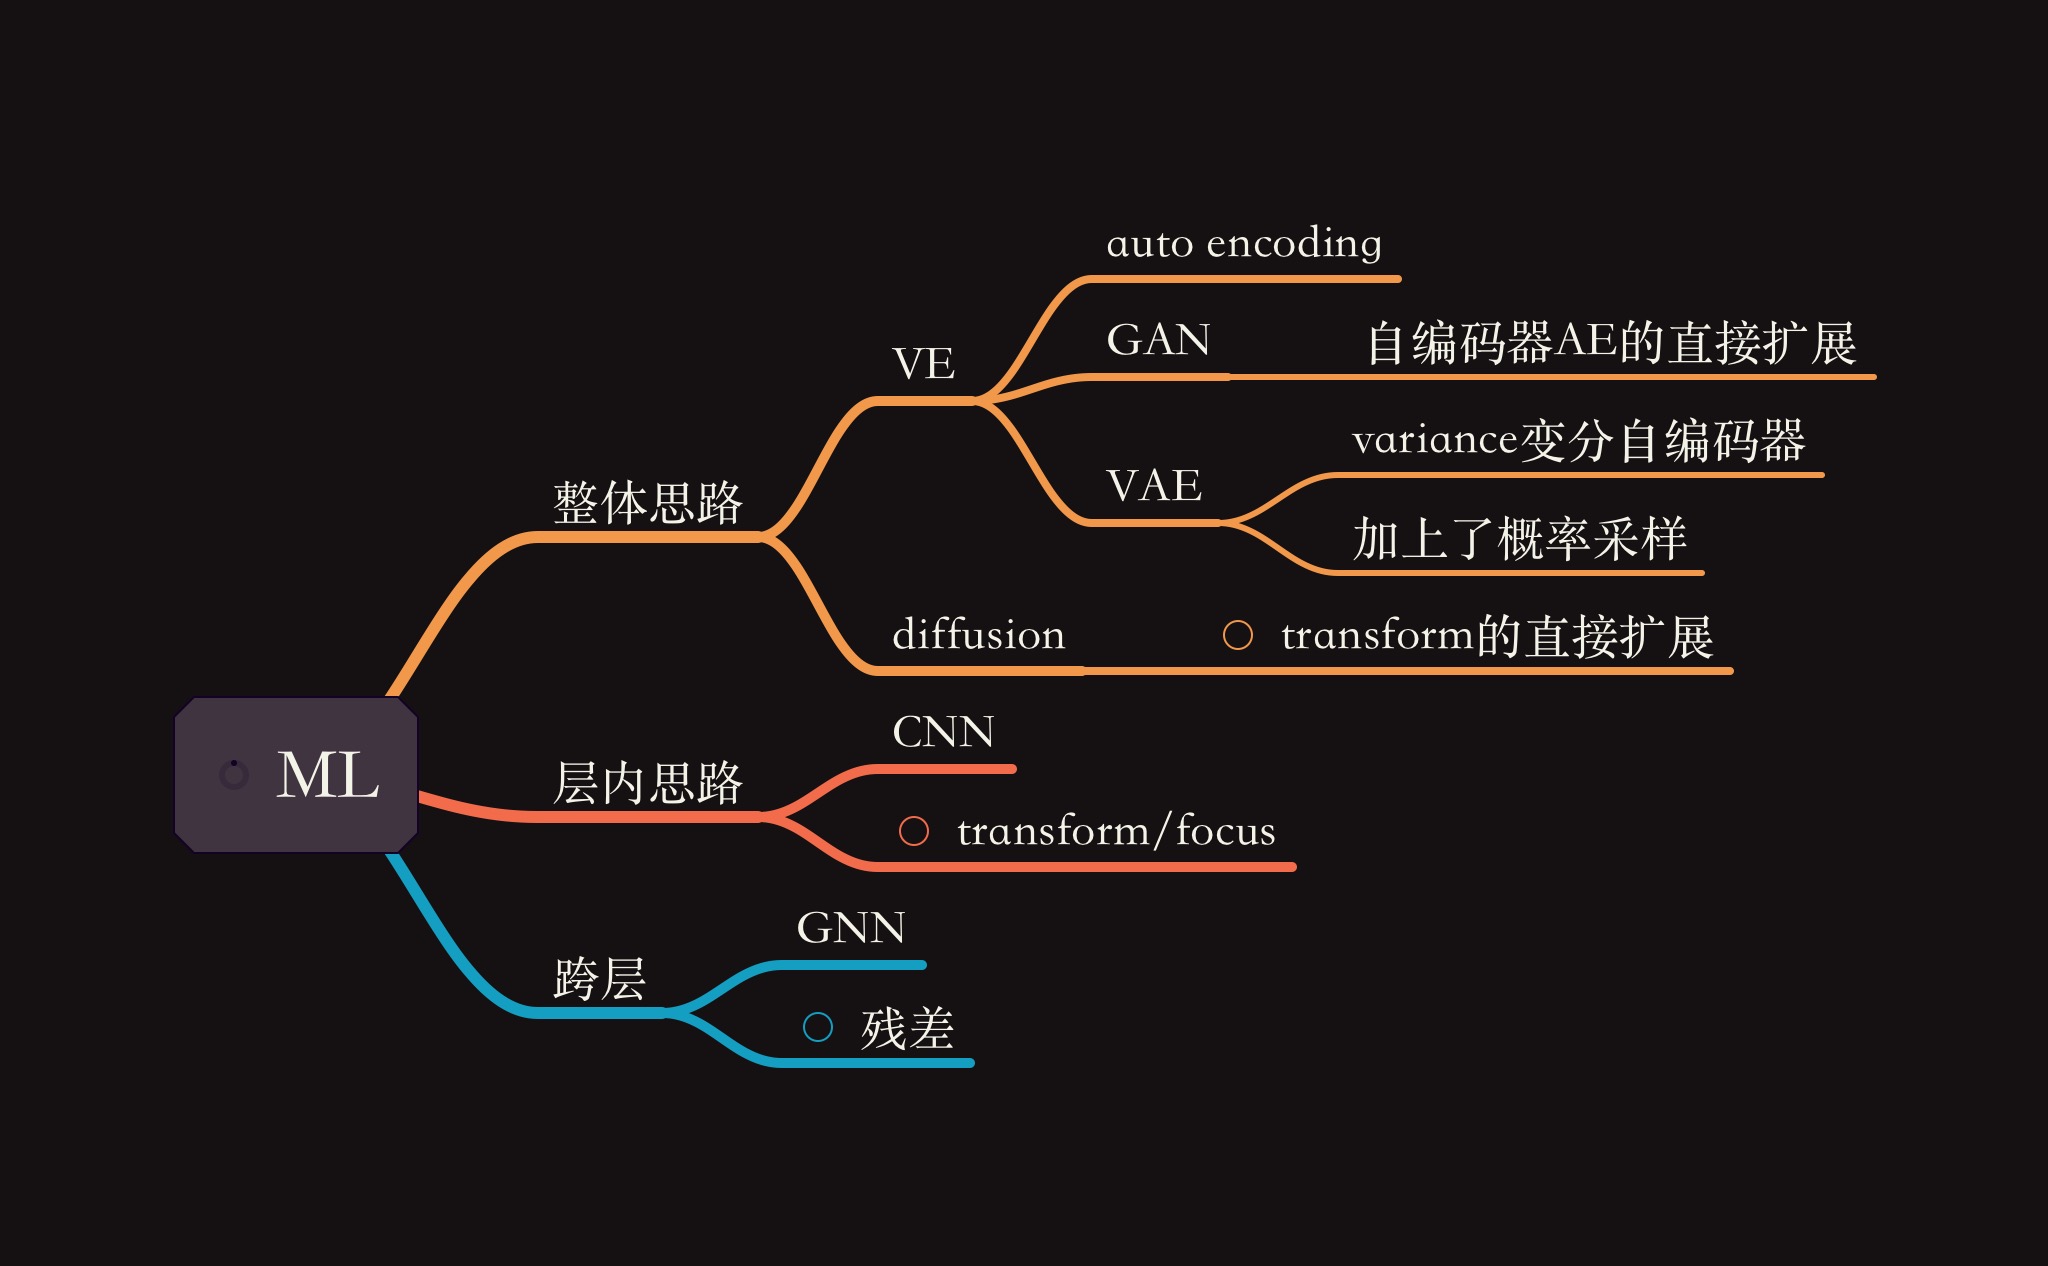 ML
整体思路
VE
auto encoding
GAN
自编码器AE的直接扩展
VAE
variance变分自编码器
加上了概率采样
diffusion
transform的直接扩展
层内思路
CNN
transform/focus
跨层
GNN
残差